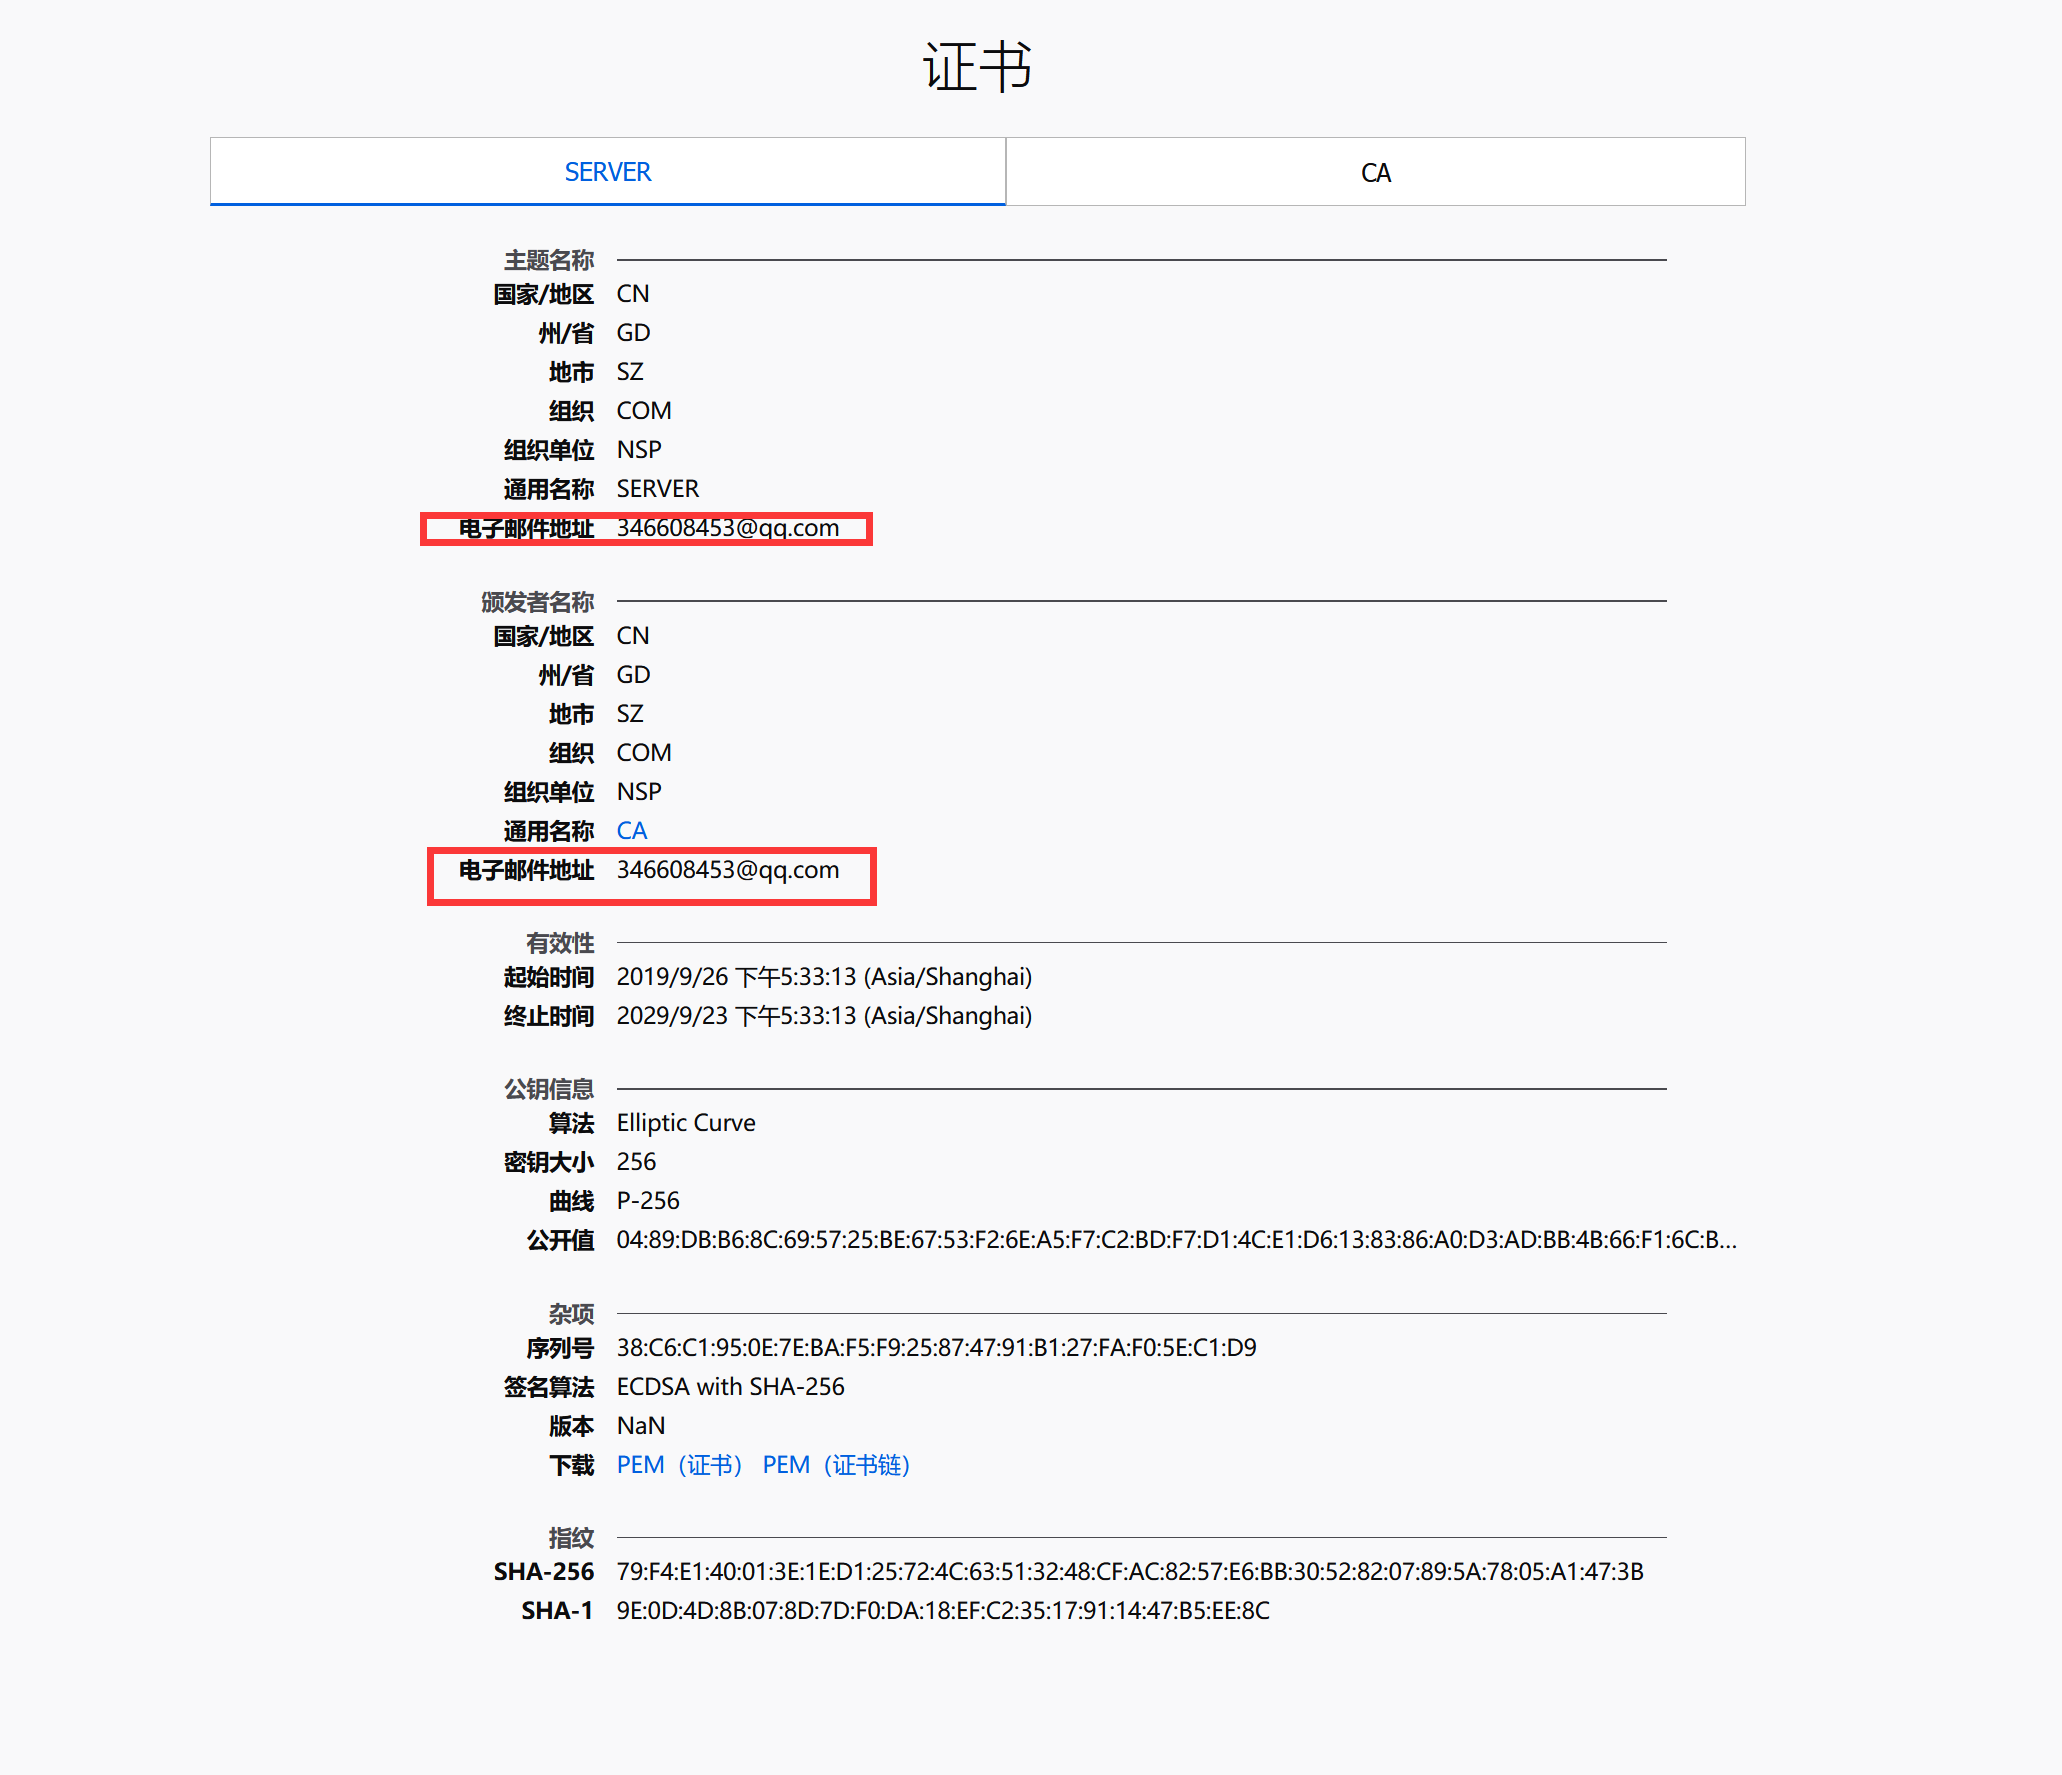 证书
SERVER
CA
主题名称
国家/地区 CN
州/省 GD
地市 SZ
组织 COM
组织单位 NSP
通用名称 SERVER
电子邮件地址 346608453@qq.com
颁发者名称
国家/地区 CN
州/省 GD
地市 SZ
组织 COM
组织单位 NSP
通用名称 CA
电子邮件地址 346608453@qq.com
有效性
起始时间 2019/9/26 下午5:33:13 (Asia/Shanghai)
终止时间 2029/9/23 下午5:33:13 (Asia/Shanghai)
公钥信息
算法 Elliptic Curve
密钥大小 256
曲线 P-256
公开值 04:89:DB:B6:8C:69:57:25:BE:67:53:F2:6E:A5:F7:C2:BD:F7:D1:4C:E1:D6:13:83:86:A0:D3:AD:BB:4B:66:F1:6C:B...
杂项
序列号 38:C6:C1:95:0E:7E:BA:F5:F9:25:87:47:91:B1:27:FA:F0:5E:C1:D9
签名算法 ECDSA with SHA-256
版本 NaN
下载 PEM（证书） PEM（证书链）
指纹
SHA-256 79:F4:E1:40:01:3E:1E:D1:25:72:4C:63:51:32:48:CF:AC:82:57:E6:BB:30:52:82:07:89:5A:78:05:A1:47:3B
SHA-1 9E:0D:4D:8B:07:8D:7D:F0:DA:18:EF:C2:35:17:91:14:47:B5:EE:8C